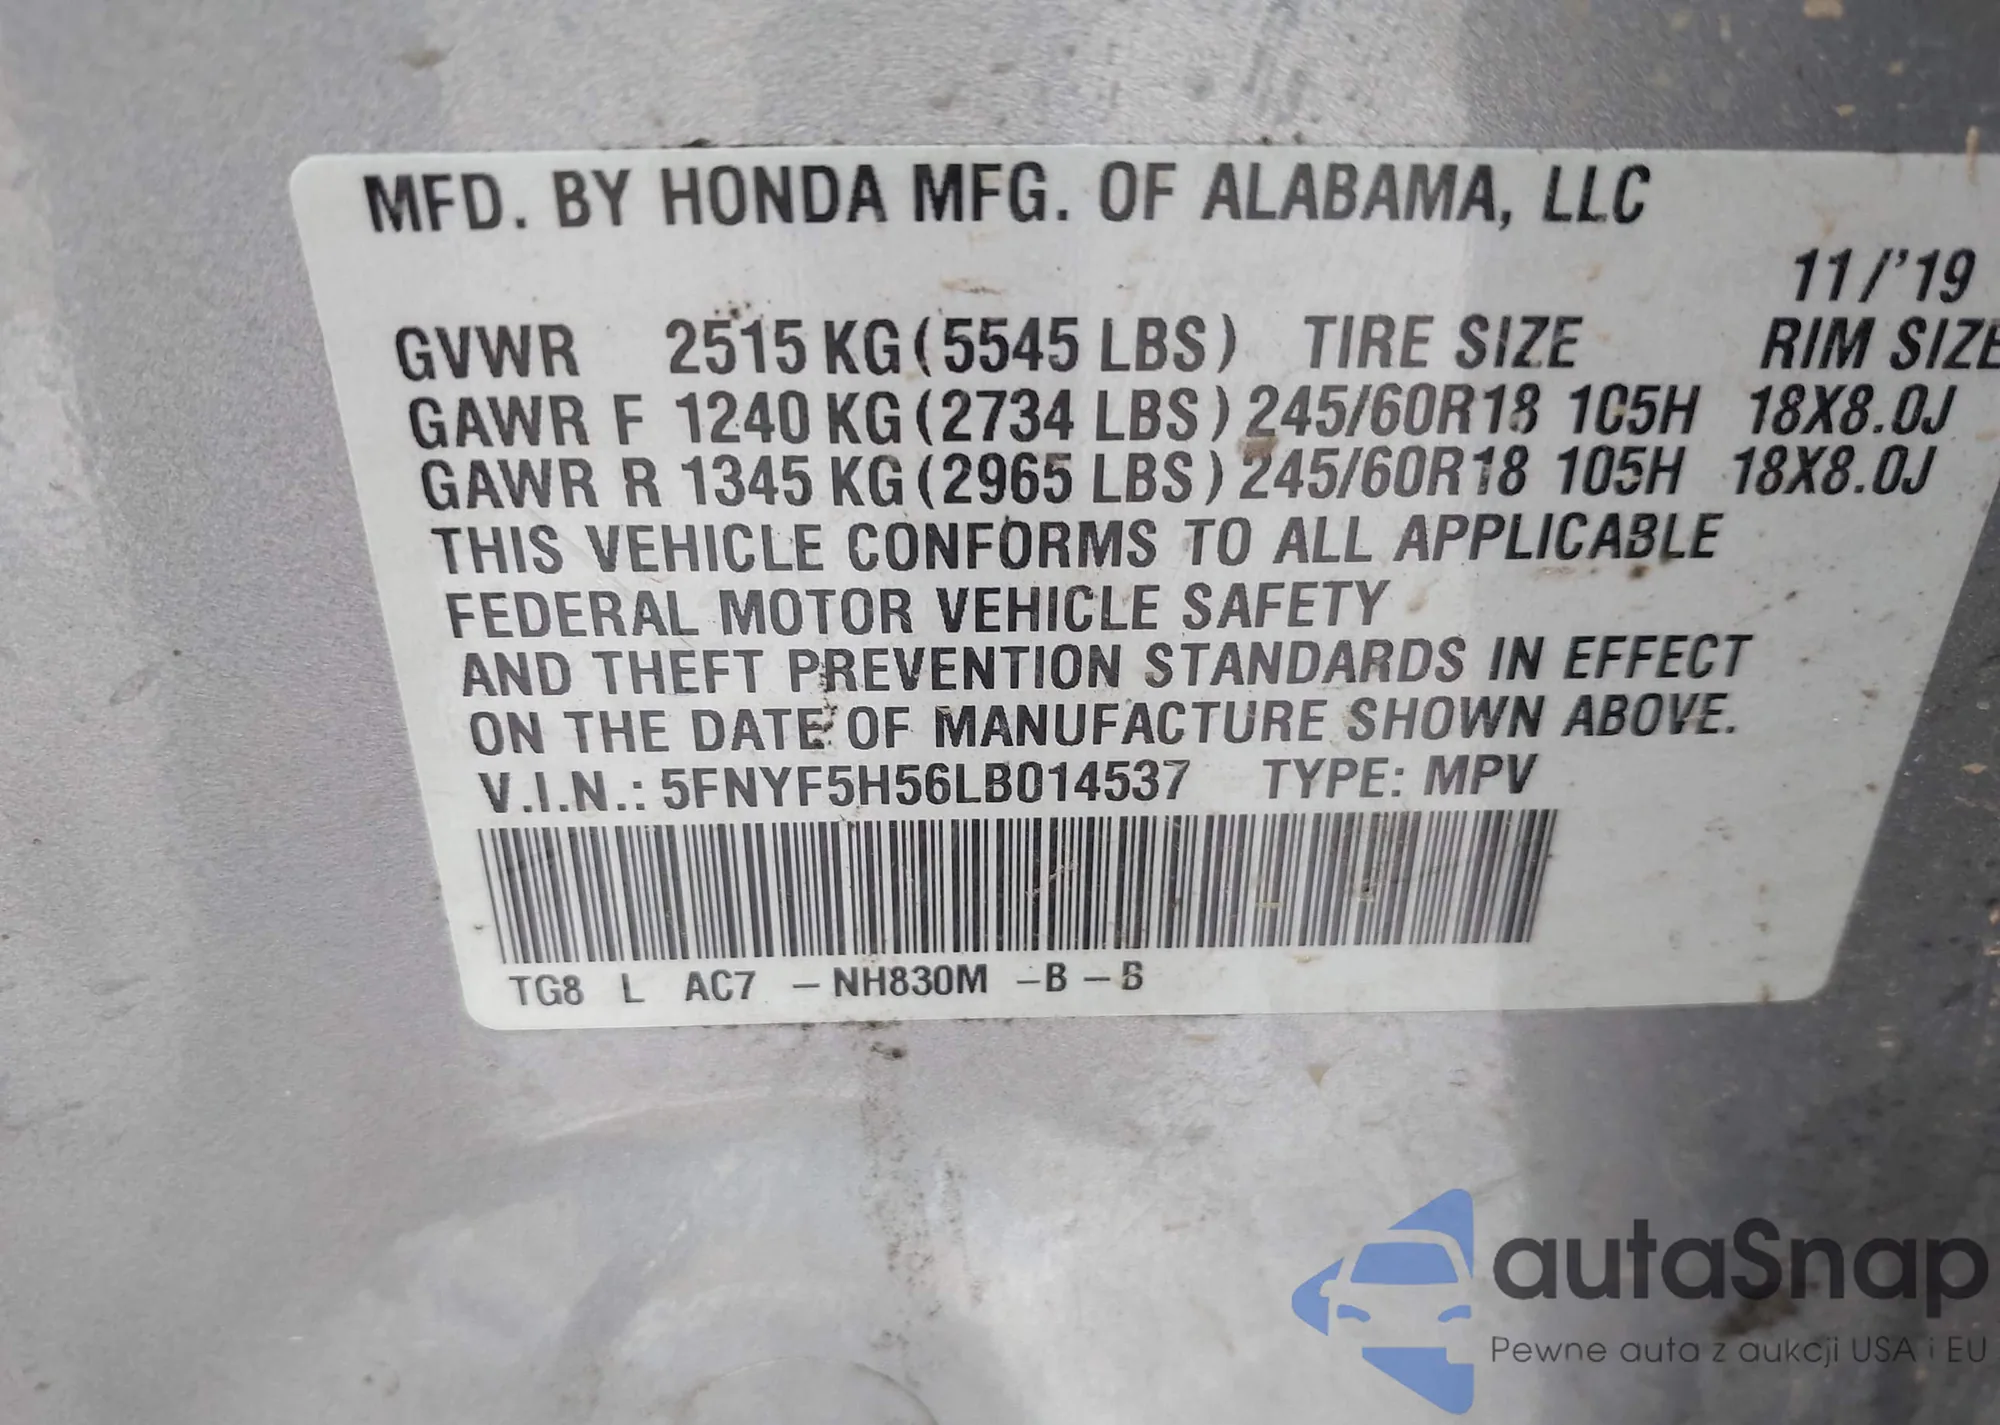 MFD. BY HONDA MFG. OF ALABAMA, LLC
11/'19
GVWR 2515 KG (5545 LBS) TIRE SIZE RIM SIZE
GAWR F 1240 KG (2734 LBS) 245/60R18 105H 18X8.0J
GAWR R 1345 KG (2965 LBS) 245/60R18 105H 18X8.0J
THIS VEHICLE CONFORMS TO ALL APPLICABLE
FEDERAL MOTOR VEHICLE SAFETY
AND THEFT PREVENTION STANDARDS IN EFFECT
ON THE DATE OF MANUFACTURE SHOWN ABOVE.
V.I.N.: 5FNYF5H56LB014537 TYPE: MPV
TG8 L AC7 – NH830M – B – B
autaSnap
Pewne auta z aukcji USA i EU